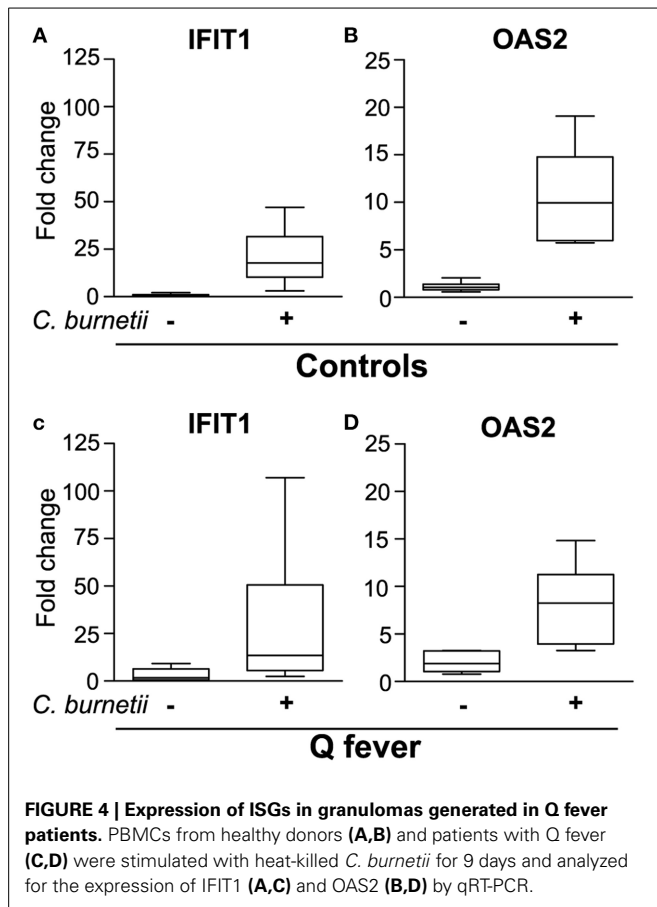 A IFIT1
125
100
75
50
25
0
Fold change
C. burnetii - +
B OAS2
25
20
15
10
5
0
- +
Controls
c IFIT1
125
100
75
50
25
0
Fold change
C. burnetii - +
D OAS2
25
20
15
10
5
0
- +
Q fever
FIGURE 4 | Expression of ISGs in granulomas generated in Q fever
patients. PBMCs from healthy donors (A,B) and patients with Q fever
(C,D) were stimulated with heat-killed C. burnetii for 9 days and analyzed
for the expression of IFIT1 (A,C) and OAS2 (B,D) by qRT-PCR.